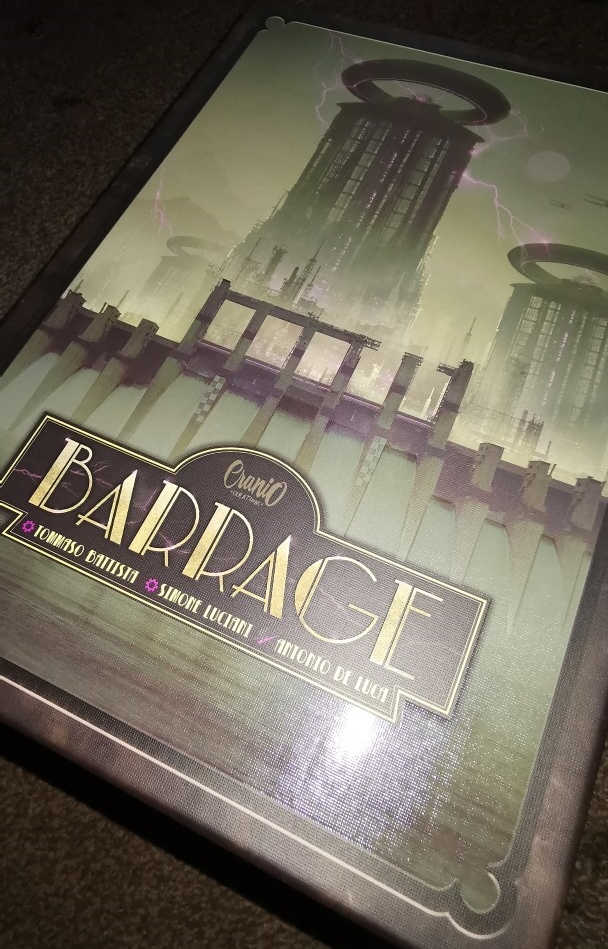 Cranio
-CREATIONS-
BARRAGE
TOMMASO BATTISTA SIMONE LUCIANI ANTONIO DE LUCA